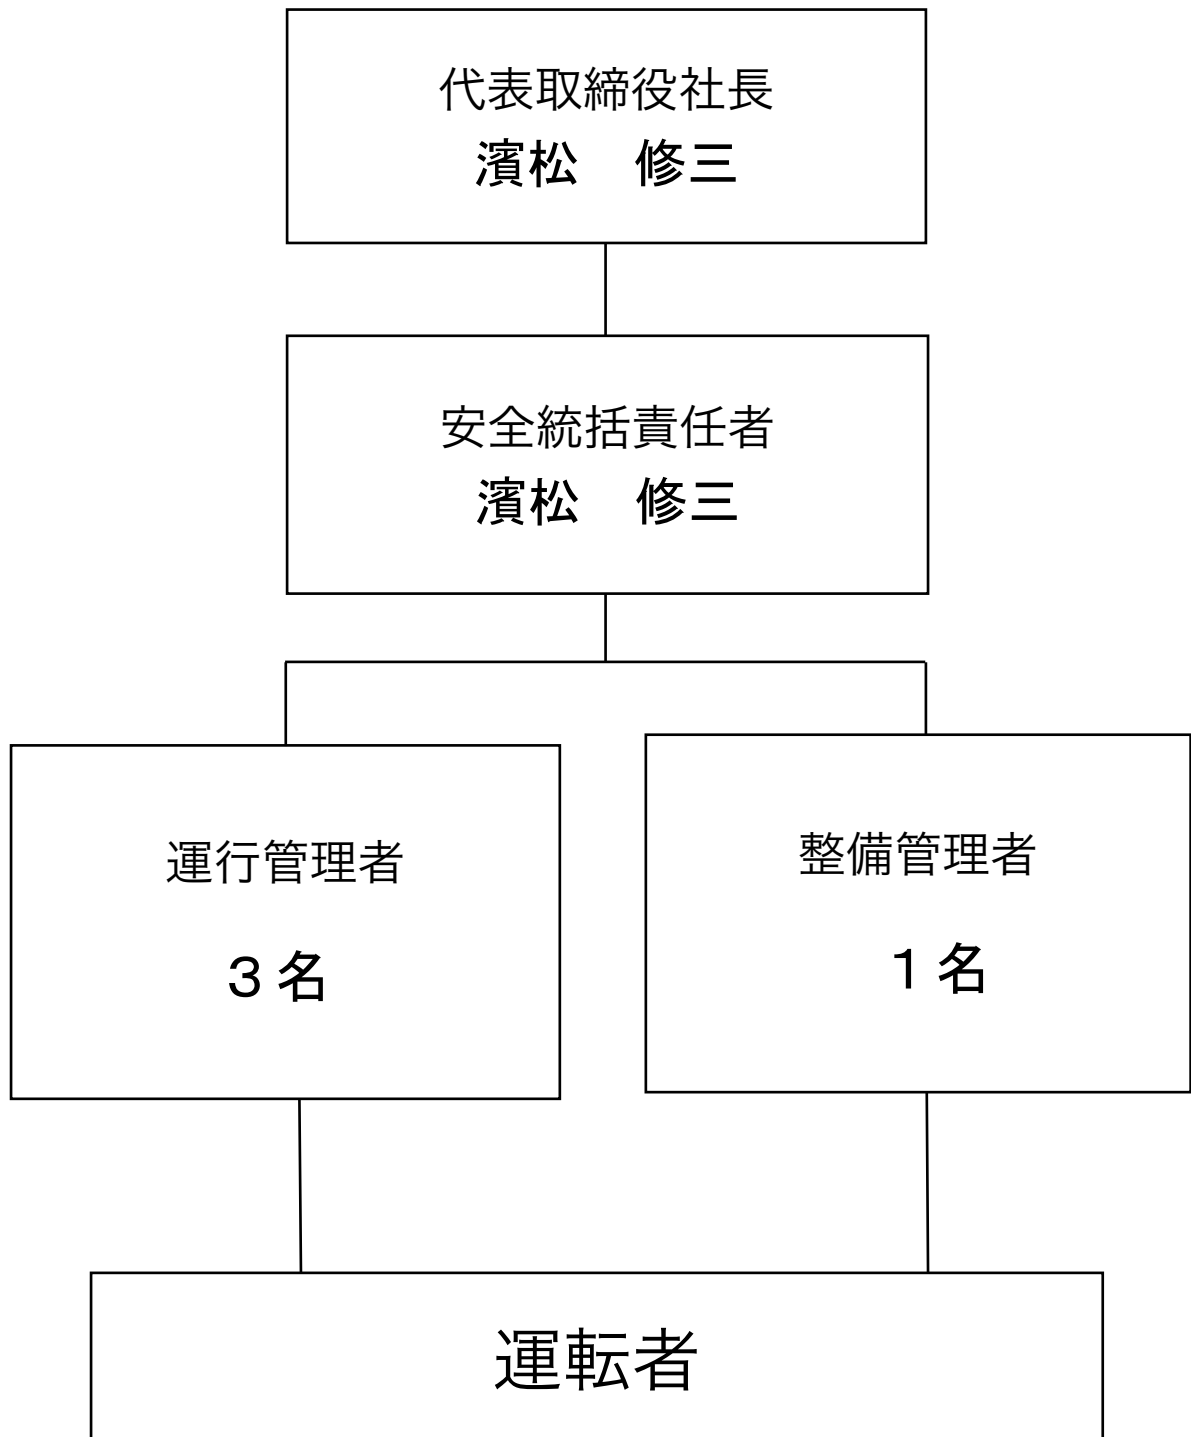 代表取締役社長
濱松　修三
安全統括責任者
濱松　修三
運行管理者
３名
整備管理者
１名
運転者